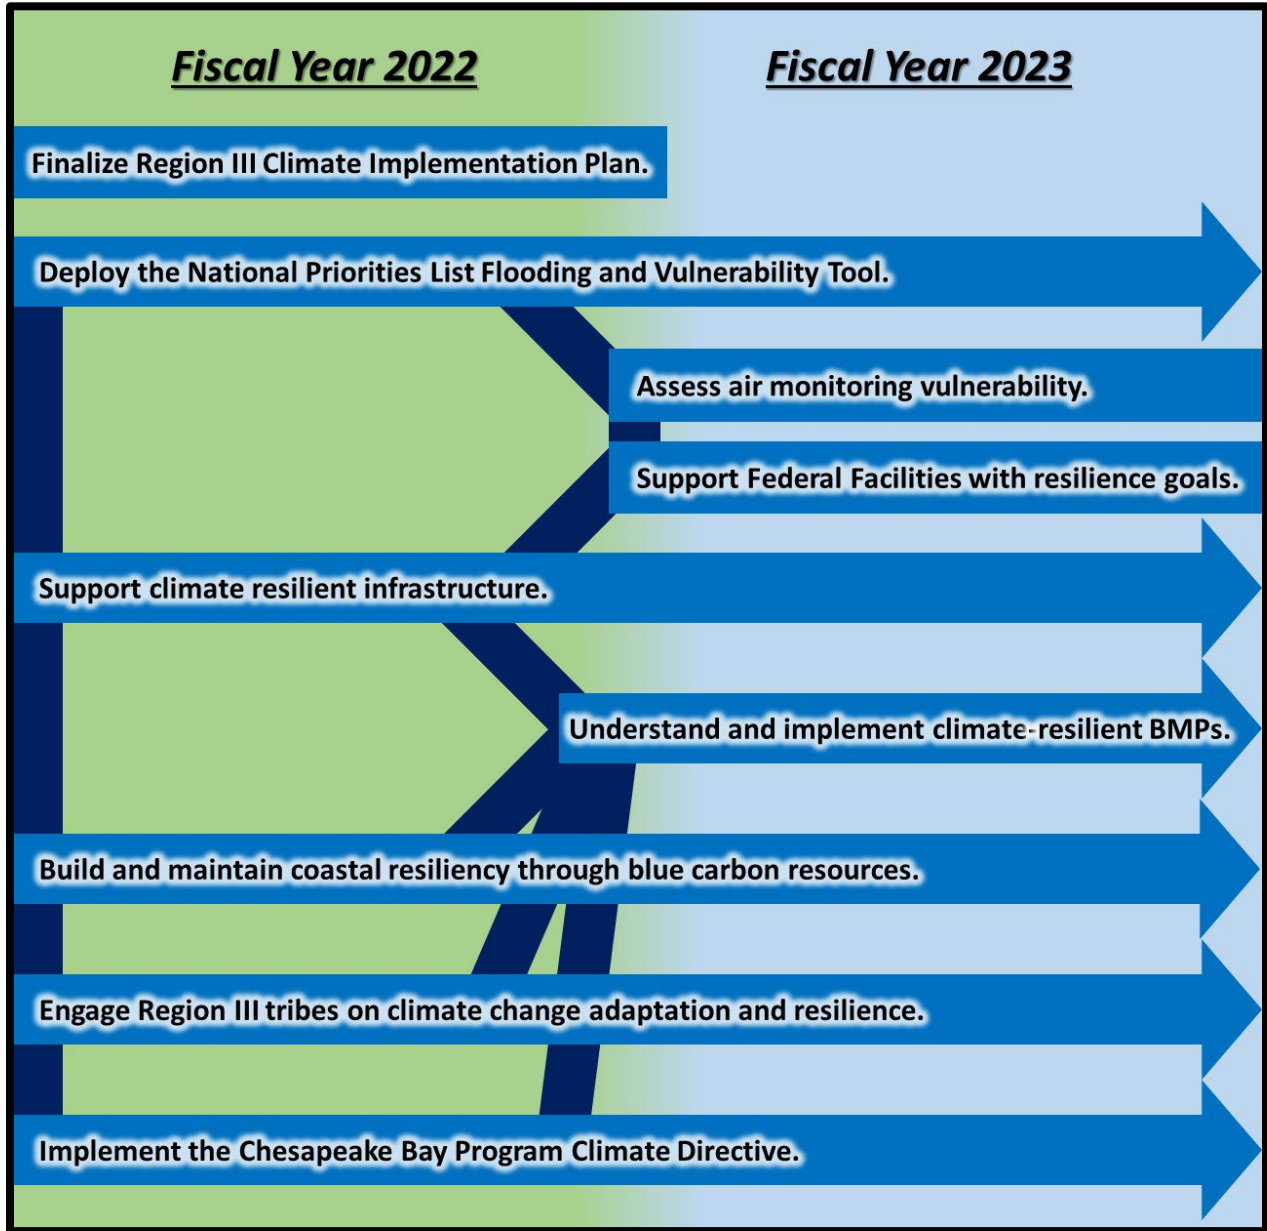 Fiscal Year 2022
Fiscal Year 2023
Finalize Region III Climate Implementation Plan.
Deploy the National Priorities List Flooding and Vulnerability Tool.
Assess air monitoring vulnerability.
Support Federal Facilities with resilience goals.
Support climate resilient infrastructure.
Understand and implement climate-resilient BMPs.
Build and maintain coastal resiliency through blue carbon resources.
Engage Region III tribes on climate change adaptation and resilience.
Implement the Chesapeake Bay Program Climate Directive.